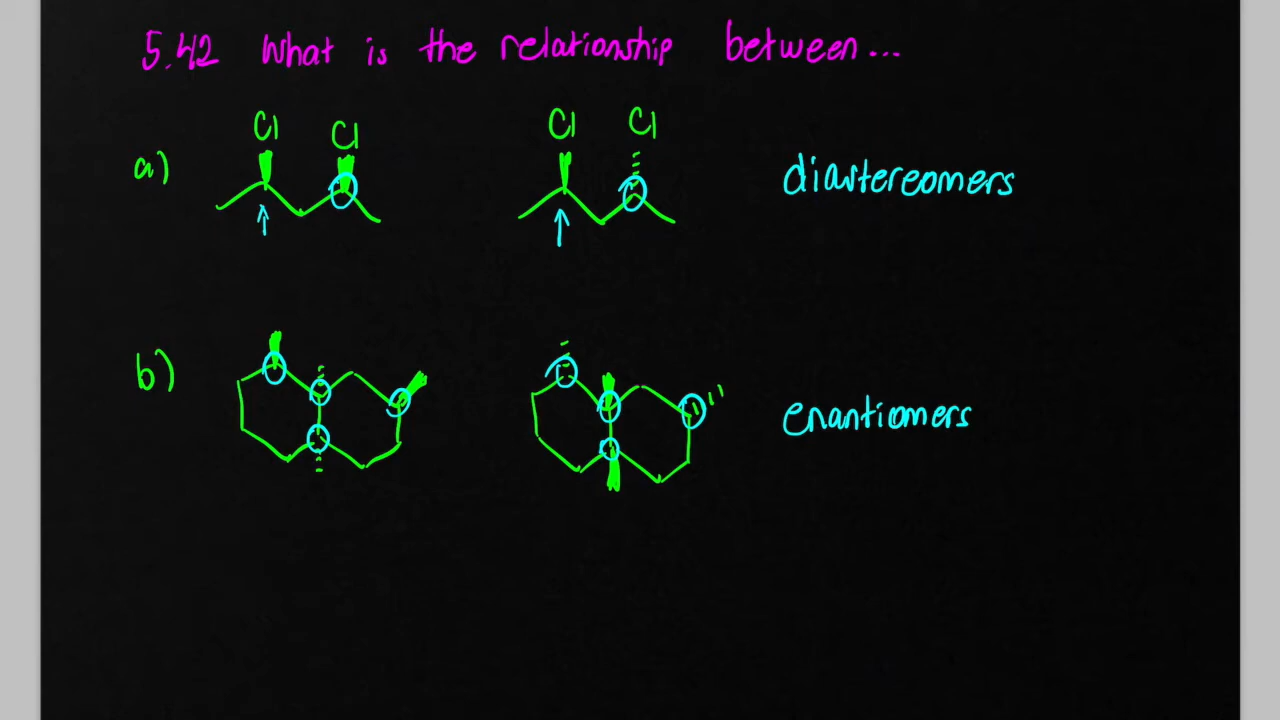 5.42 What is the relationship between...
Cl Cl Cl Cl
a) diastereomers
b) enantiomers